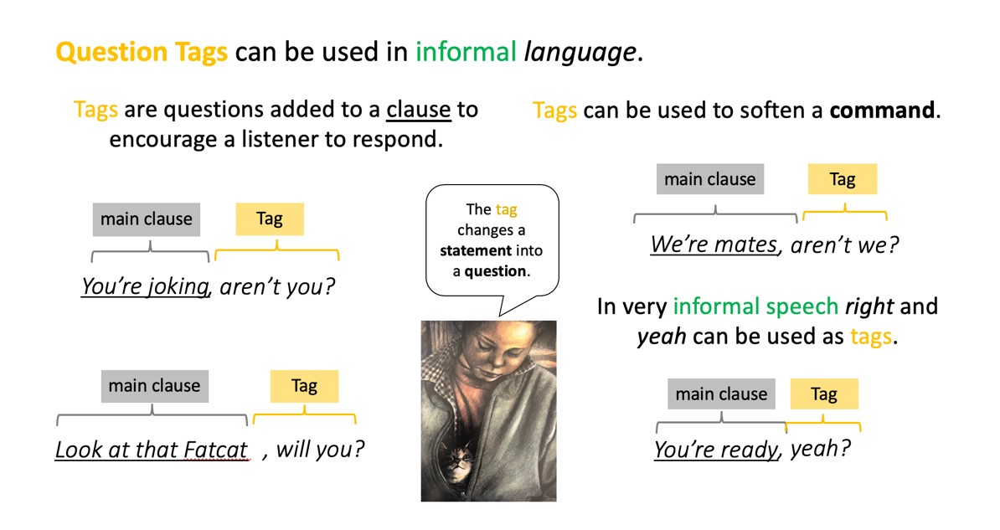 Question Tags can be used in informal language.
Tags are questions added to a clause to
encourage a listener to respond.
main clause
Tag
You’re joking, aren’t you?
main clause
Tag
Look at that Fatcat , will you?
The tag
changes a
statement into
a question.
Tags can be used to soften a command.
main clause
Tag
We’re mates, aren’t we?
In very informal speech right and
yeah can be used as tags.
main clause
Tag
You’re ready, yeah?